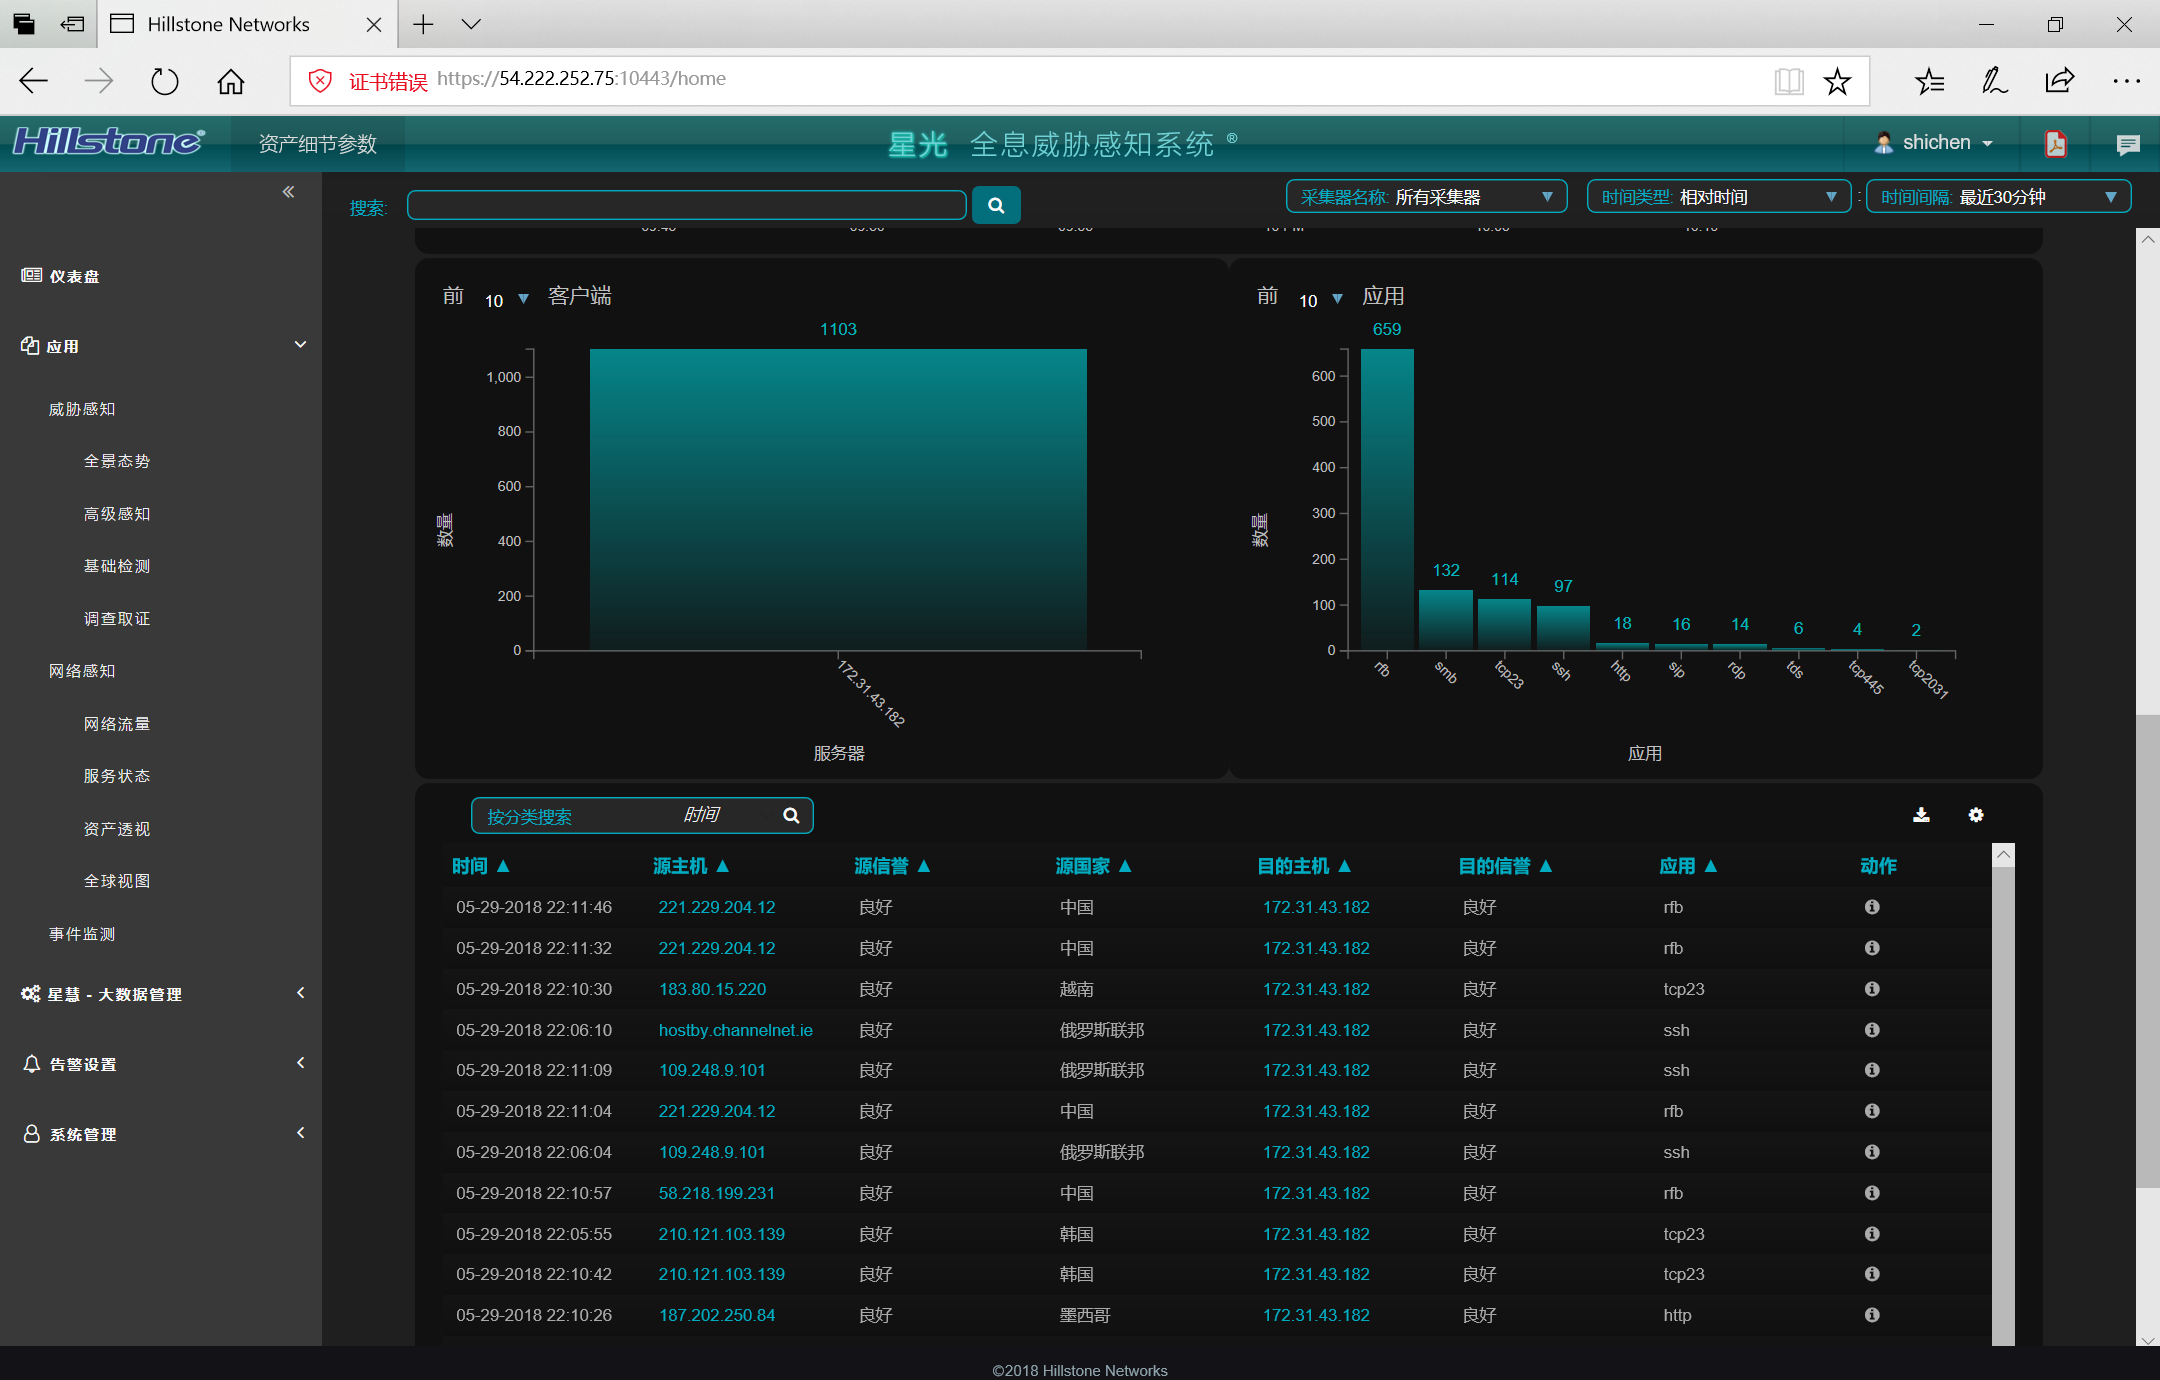 Hillstone Networks
证书错误 https://54.222.252.75:10443/home
Hillstone 资产细节参数 星光 全息威胁感知系统 ® shichen
搜索: 采集器名称: 所有采集器 时间类型: 相对时间 : 时间间隔: 最近30分钟
仪表盘
应用
威胁感知
全景态势
高级感知
基础检测
调查取证
网络感知
网络流量
服务状态
资产透视
全球视图
事件监测
星慧 - 大数据管理
告警设置
系统管理
前 10 客户端
1103
1,000
800
600
400
200
0
数量
172.31.43.182
服务器
前 10 应用
659
132 114 97 18 16 14 6 4 2
600
500
400
300
200
100
0
数量
rfb smb tcp23 ssh http sip rdp tds tcp445 tcp2031
应用
按分类搜索 时间
时间 ▲ 源主机 ▲ 源信誉 ▲ 源国家 ▲ 目的主机 ▲ 目的信誉 ▲ 应用 ▲ 动作
05-29-2018 22:11:46 221.229.204.12 良好 中国 172.31.43.182 良好 rfb
05-29-2018 22:11:32 221.229.204.12 良好 中国 172.31.43.182 良好 rfb
05-29-2018 22:10:30 183.80.15.220 良好 越南 172.31.43.182 良好 tcp23
05-29-2018 22:06:10 hostby.channelnet.ie 良好 俄罗斯联邦 172.31.43.182 良好 ssh
05-29-2018 22:11:09 109.248.9.101 良好 俄罗斯联邦 172.31.43.182 良好 ssh
05-29-2018 22:11:04 221.229.204.12 良好 中国 172.31.43.182 良好 rfb
05-29-2018 22:06:04 109.248.9.101 良好 俄罗斯联邦 172.31.43.182 良好 ssh
05-29-2018 22:10:57 58.218.199.231 良好 中国 172.31.43.182 良好 rfb
05-29-2018 22:05:55 210.121.103.139 良好 韩国 172.31.43.182 良好 tcp23
05-29-2018 22:10:42 210.121.103.139 良好 韩国 172.31.43.182 良好 tcp23
05-29-2018 22:10:26 187.202.250.84 良好 墨西哥 172.31.43.182 良好 http
©2018 Hillstone Networks